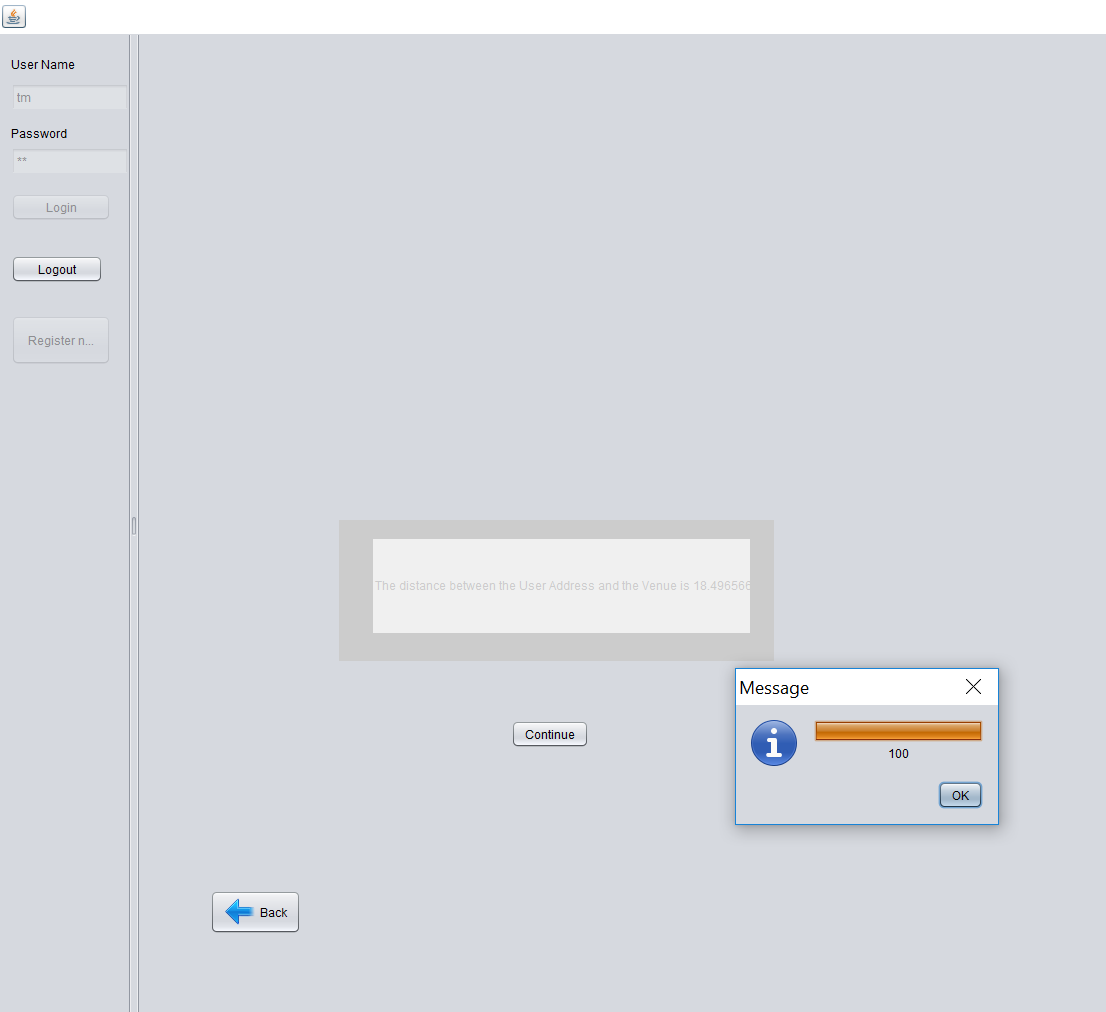 User Name
tm
Password
**
Login
Logout
Register n...
The distance between the User Address and the Venue is 18.496566
Continue
Message
100
OK
Back